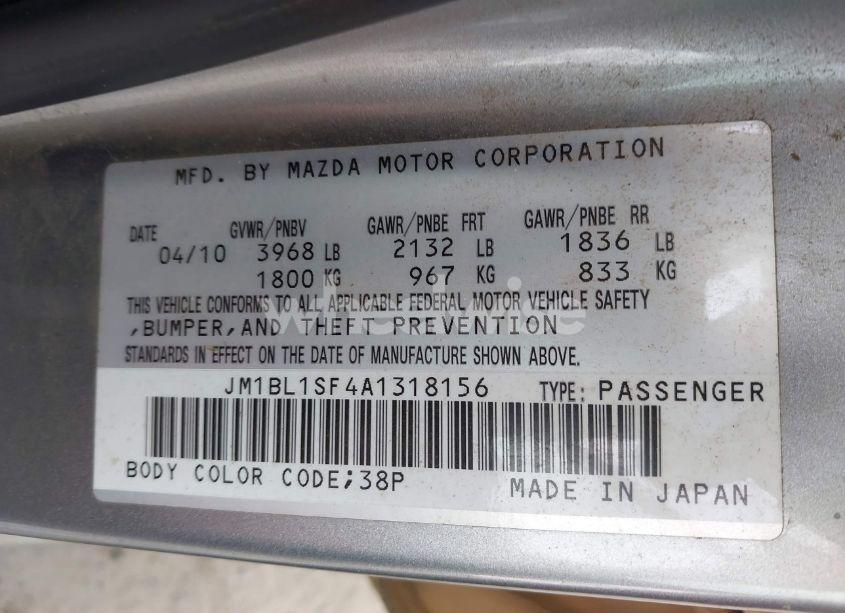 MFD. BY MAZDA MOTOR CORPORATION
DATE GVWR/PNBV GAWR/PNBE FRT GAWR/PNBE RR
04/10 3968 LB 2132 LB 1836 LB
1800 KG 967 KG 833 KG
THIS VEHICLE CONFORMS TO ALL APPLICABLE FEDERAL MOTOR VEHICLE SAFETY
,BUMPER,AND THEFT PREVENTION
STANDARDS IN EFFECT ON THE DATE OF MANUFACTURE SHOWN ABOVE.
JM1BL1SF4A1318156 TYPE: PASSENGER
BODY COLOR CODE;38P
MADE IN JAPAN